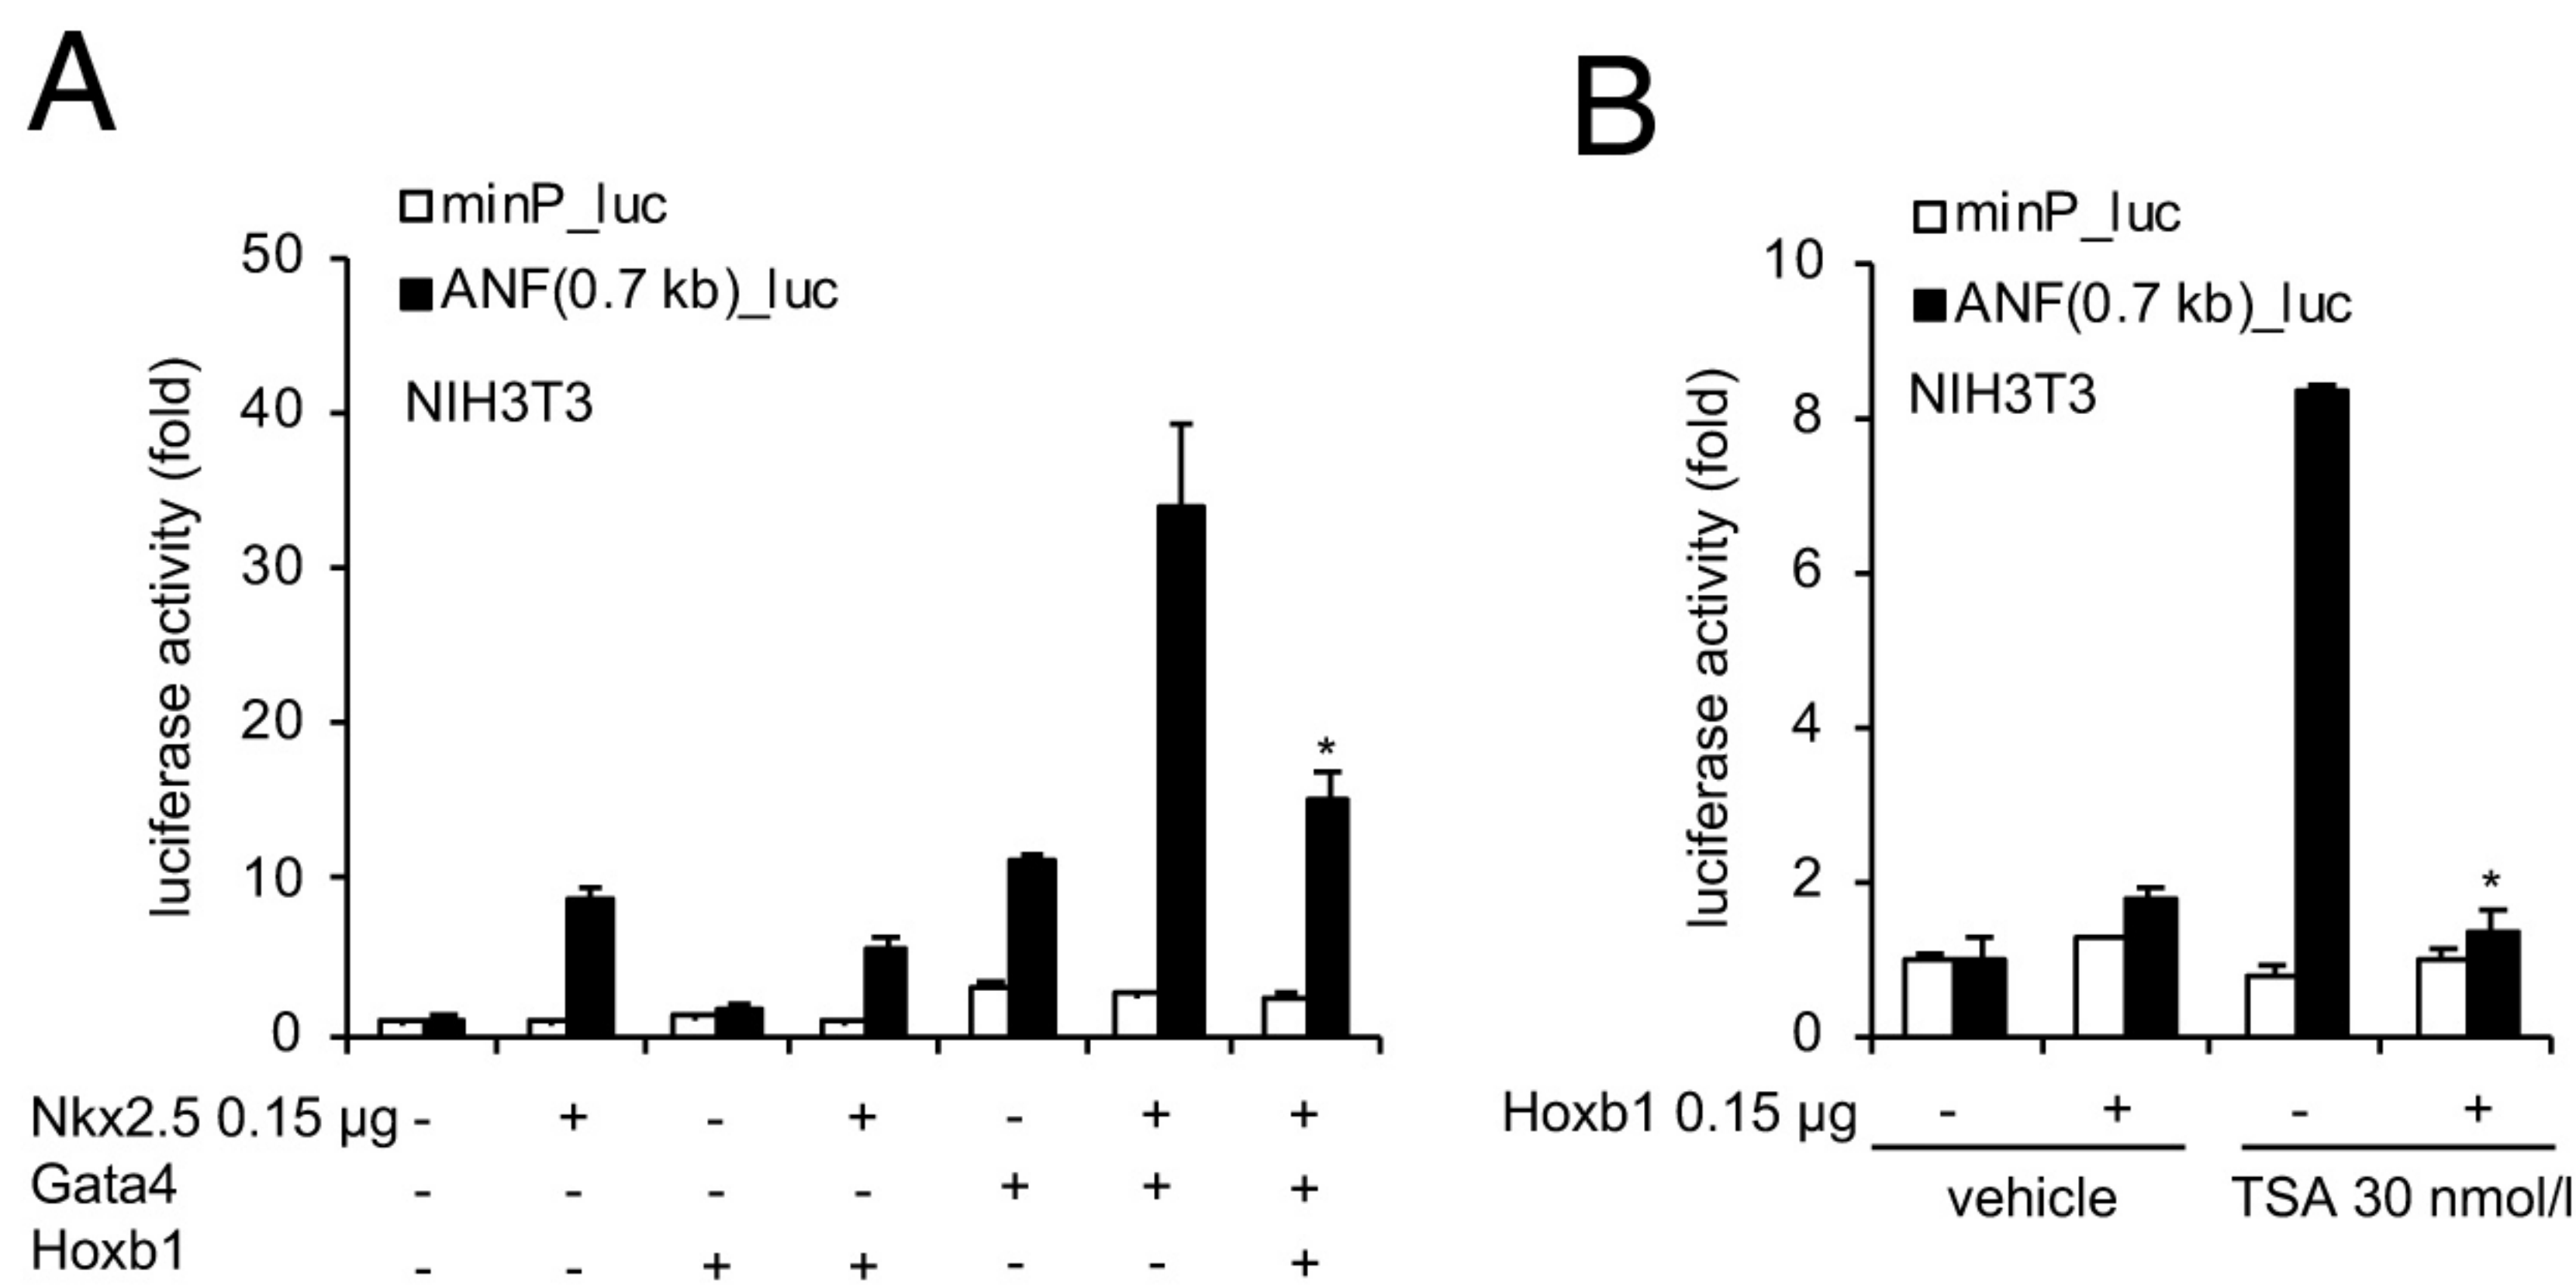 A
minP_luc
ANF(0.7 kb)_luc
NIH3T3
luciferase activity (fold)
50
40
30
20
10
0
*
Nkx2.5 0.15 µg - + - + - + +
Gata4 - - - - + + +
Hoxb1 - - + + - - +
B
minP_luc
ANF(0.7 kb)_luc
NIH3T3
luciferase activity (fold)
10
8
6
4
2
0
*
Hoxb1 0.15 µg - + - +
vehicle TSA 30 nmol/l